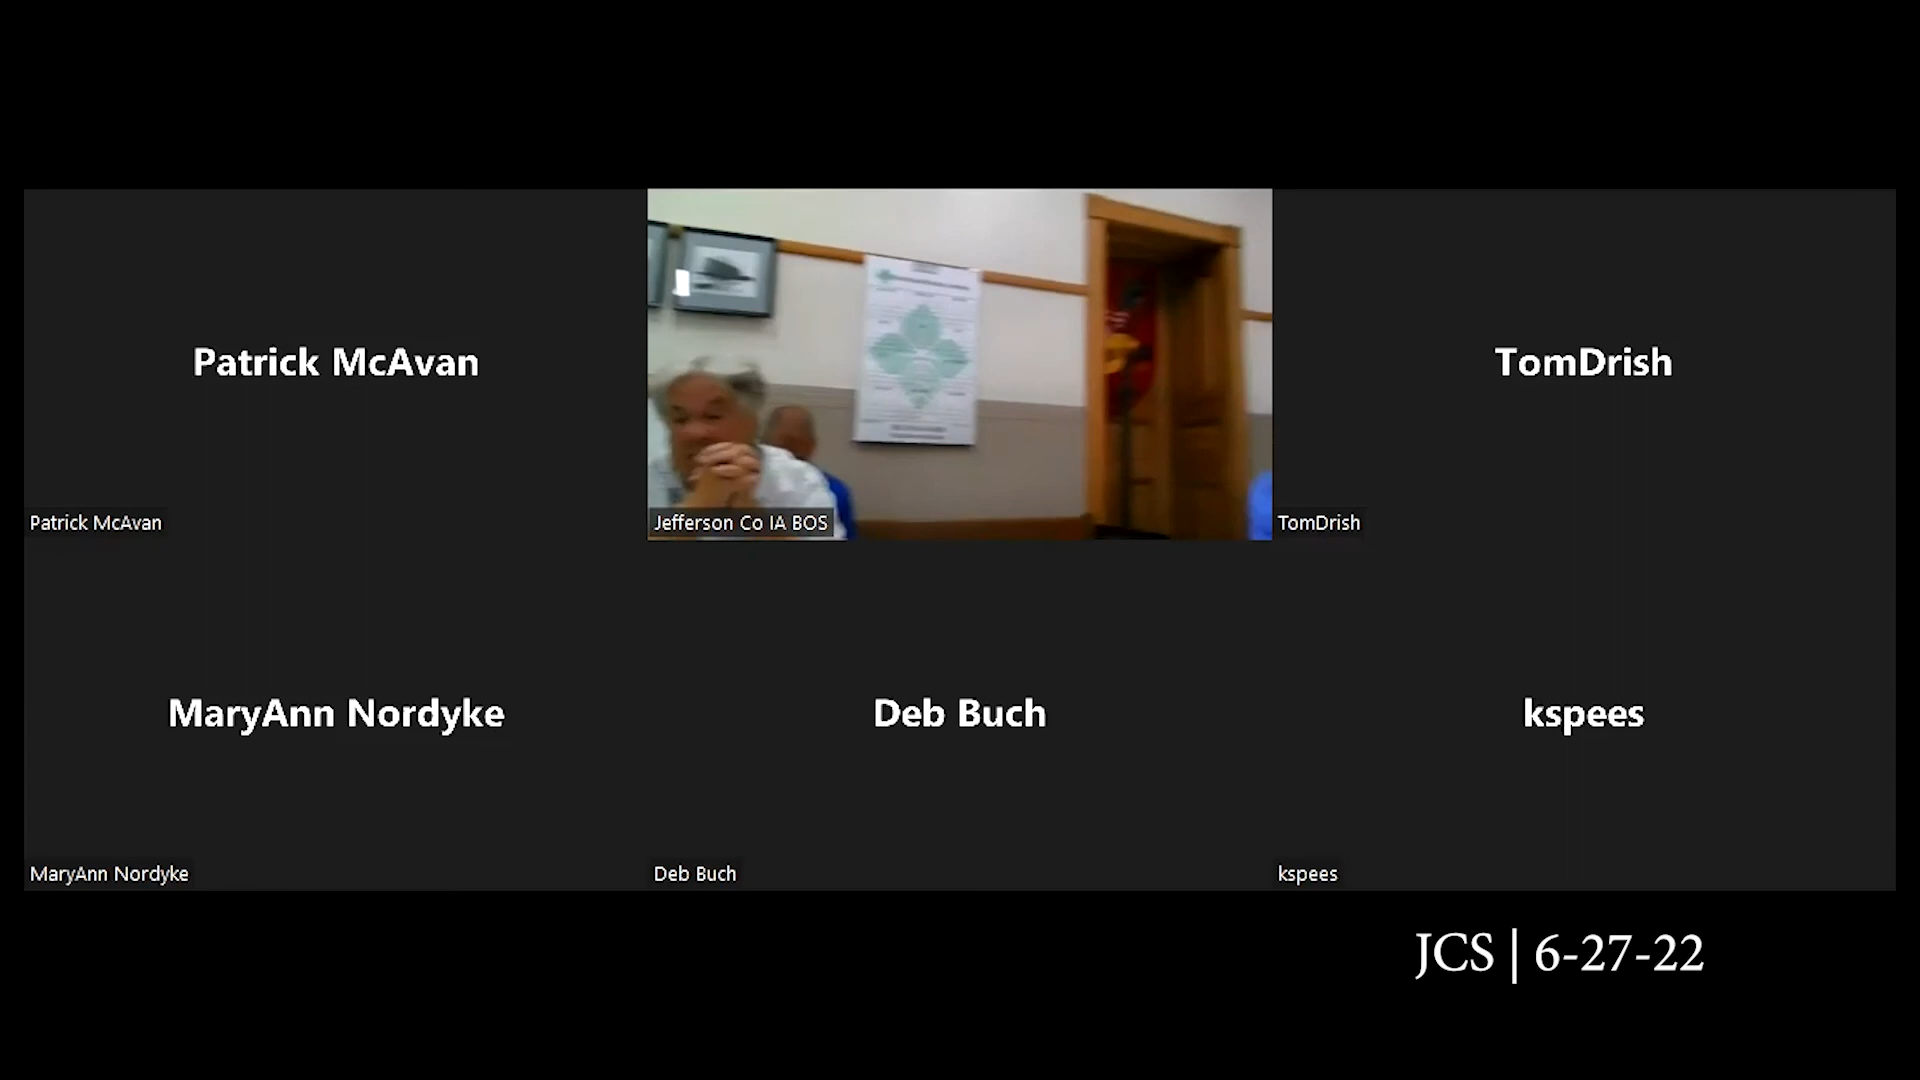 Patrick McAvan
Patrick McAvan
Jefferson Co IA BOS
TomDrish
TomDrish
MaryAnn Nordyke
MaryAnn Nordyke
Deb Buch
Deb Buch
kspees
kspees
JCS | 6-27-22